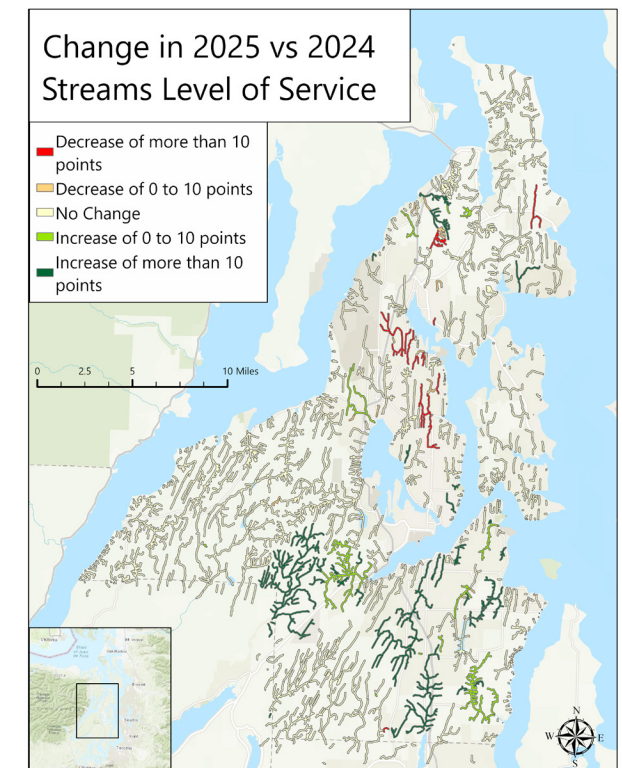 Change in 2025 vs 2024
Streams Level of Service
Decrease of more than 10
points
Decrease of 0 to 10 points
No Change
Increase of 0 to 10 points
Increase of more than 10
points
0 2.5 5 10 Miles
N
W E
S